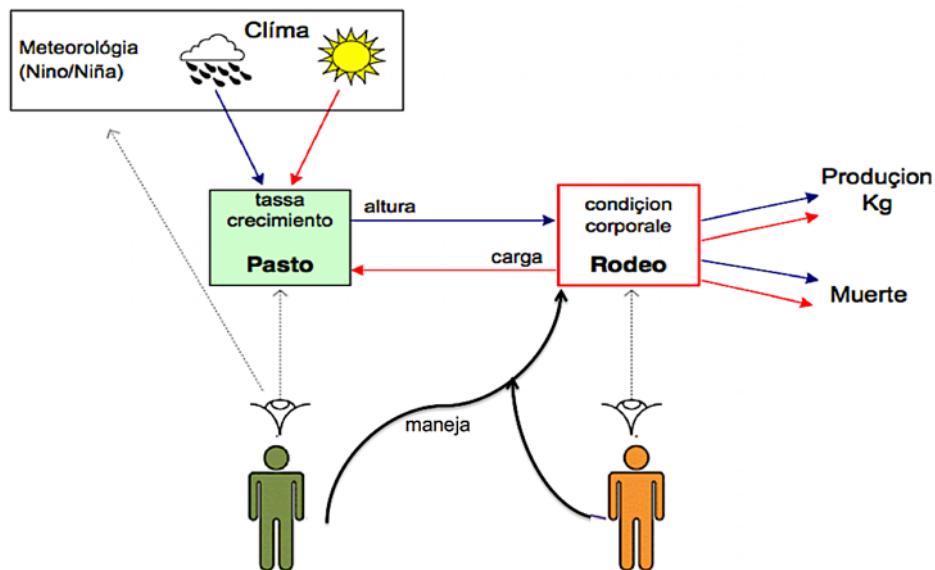 Clíma
Meteorológia
(Nino/Niña)
tassa
crecimiento
Pasto
altura
carga
condiçion
corporale
Rodeo
Produçion
Kg
Muerte
maneja